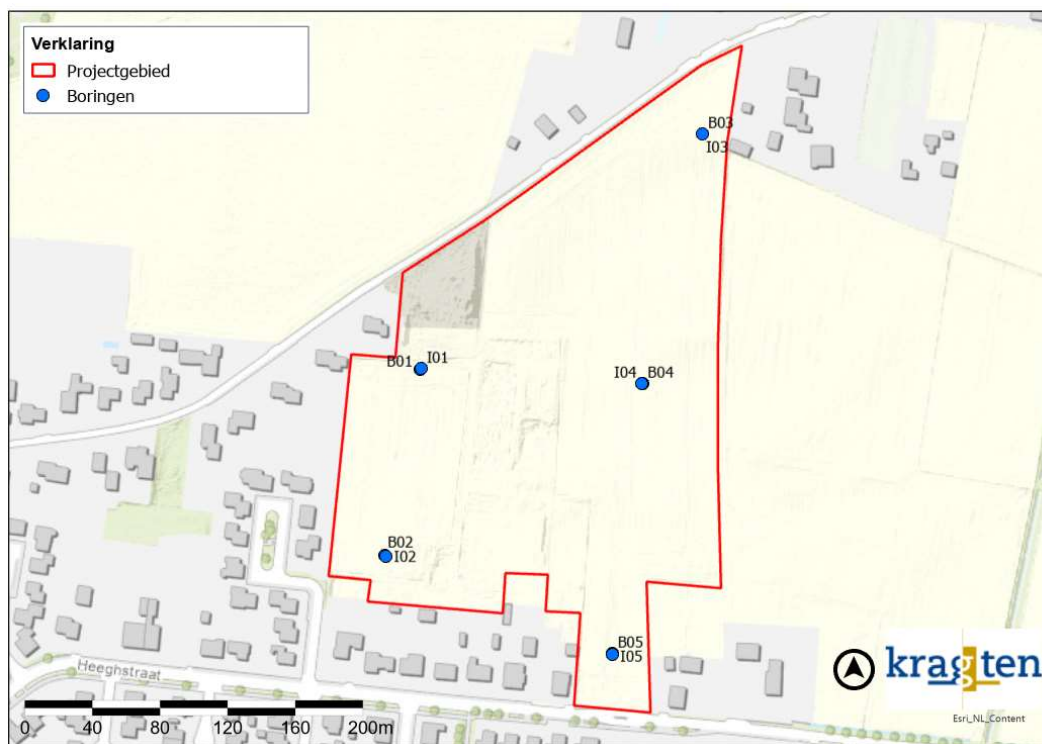 Verklaring
Projectgebied
Boringen
B03
I03
B01 I01
I04 B04
B02
I02
B05
I05
Heeghstraat
kragten
0 40 80 120 160 200m
Esri_NL_Content